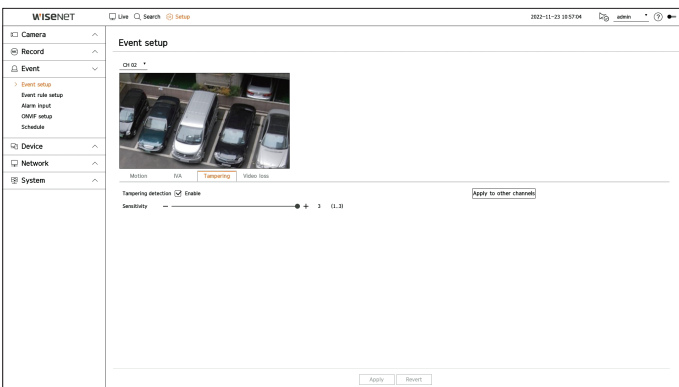 WISENET
Live Search Setup
2022-11-23 10:57:04 admin ?
Camera
Record
Event
> Event setup
Event rule setup
Alarm input
ONVIF setup
Schedule
Device
Network
System
Event setup
CH 02
Motion IVA Tampering Video loss
Tampering detection Enable
Apply to other channels
Sensitivity − + 3 (1..3)
Apply Revert